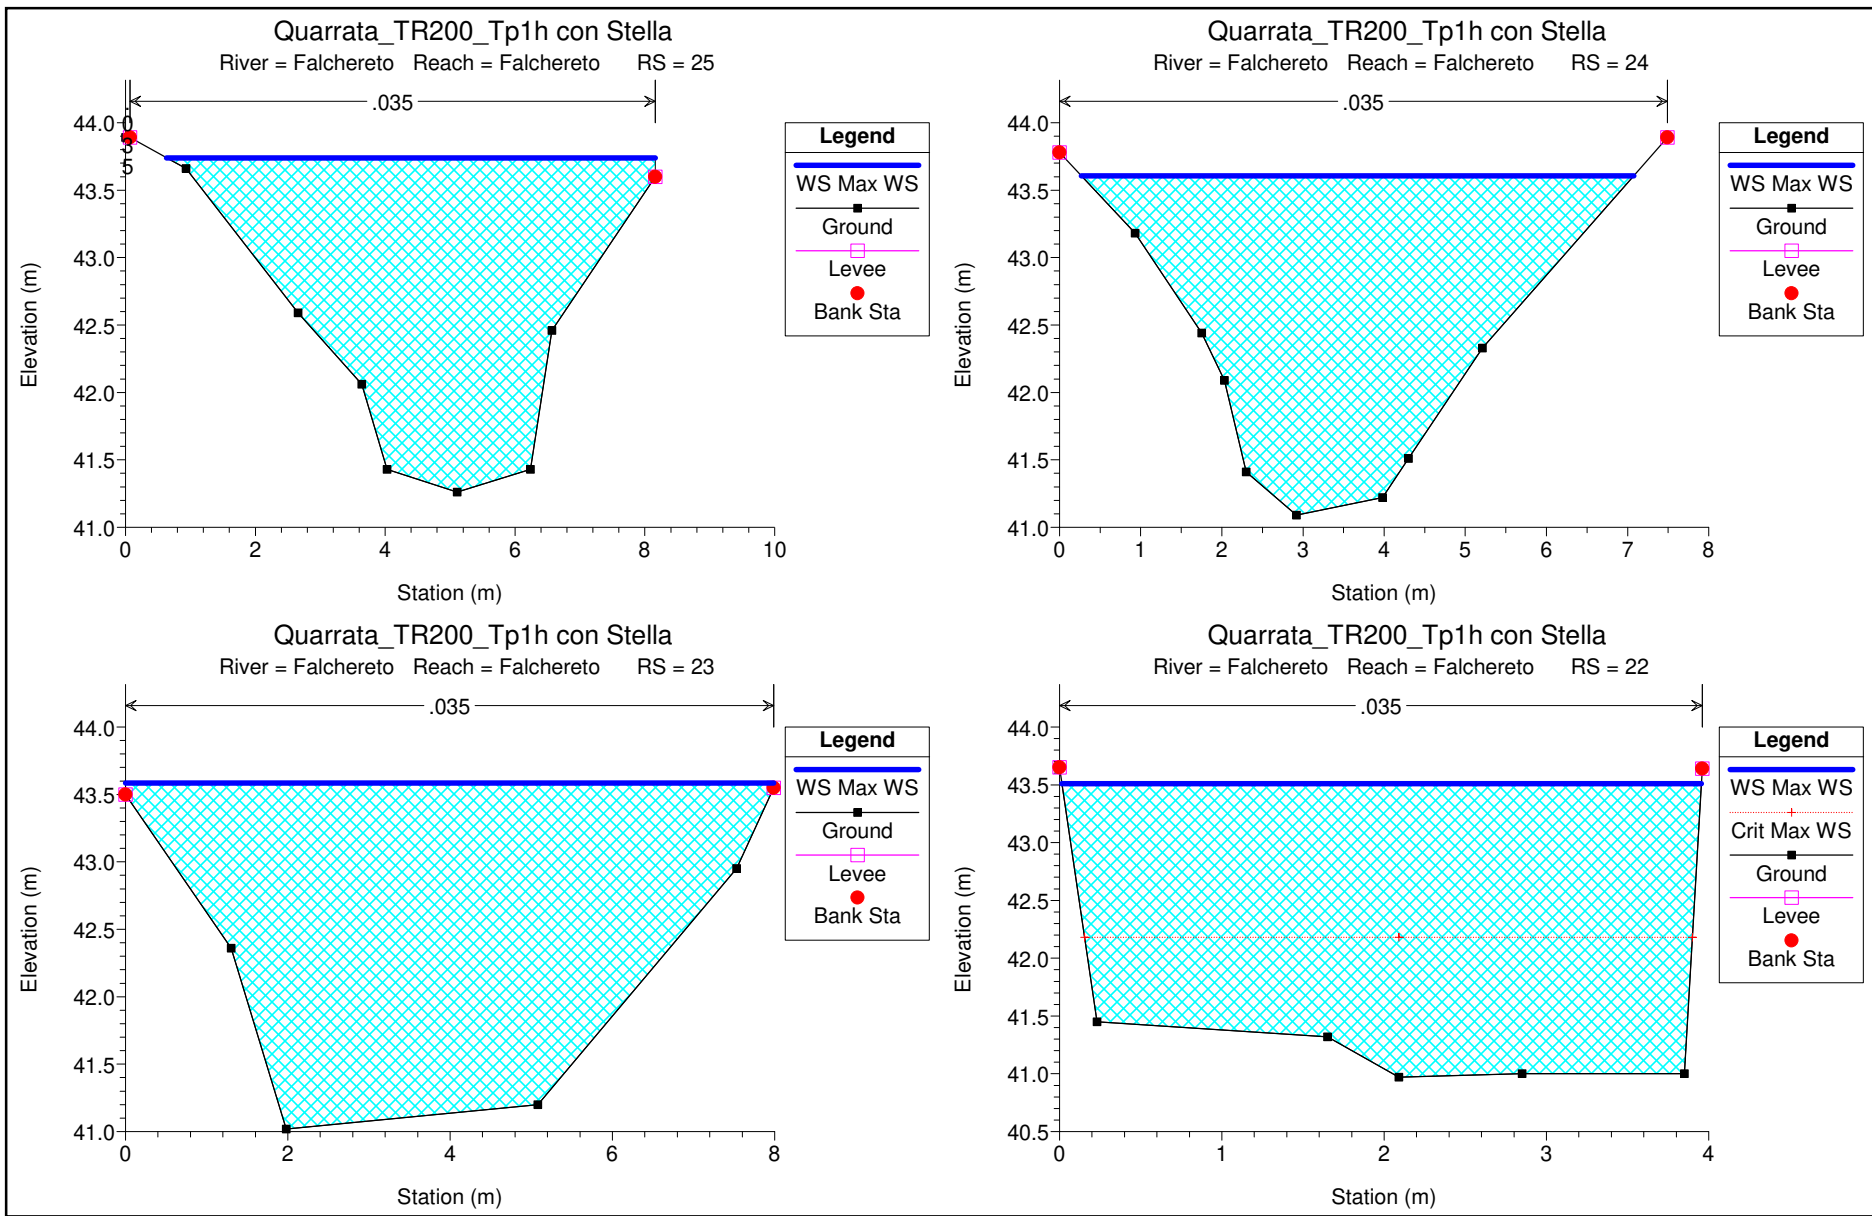 Quarrata_TR200_Tp1h con Stella
River = Falchereto Reach = Falchereto RS = 25
.035
.035
44.0
43.5
43.0
42.5
42.0
41.5
41.0
0 2 4 6 8 10
Elevation (m)
Station (m)
Legend
WS Max WS
Ground
Levee
Bank Sta
Quarrata_TR200_Tp1h con Stella
River = Falchereto Reach = Falchereto RS = 24
.035
44.0
43.5
43.0
42.5
42.0
41.5
41.0
0 1 2 3 4 5 6 7 8
Elevation (m)
Station (m)
Legend
WS Max WS
Ground
Levee
Bank Sta
Quarrata_TR200_Tp1h con Stella
River = Falchereto Reach = Falchereto RS = 23
.035
44.0
43.5
43.0
42.5
42.0
41.5
41.0
0 2 4 6 8
Elevation (m)
Station (m)
Legend
WS Max WS
Ground
Levee
Bank Sta
Quarrata_TR200_Tp1h con Stella
River = Falchereto Reach = Falchereto RS = 22
.035
44.0
43.5
43.0
42.5
42.0
41.5
41.0
40.5
0 1 2 3 4
Elevation (m)
Station (m)
Legend
WS Max WS
Crit Max WS
Ground
Levee
Bank Sta